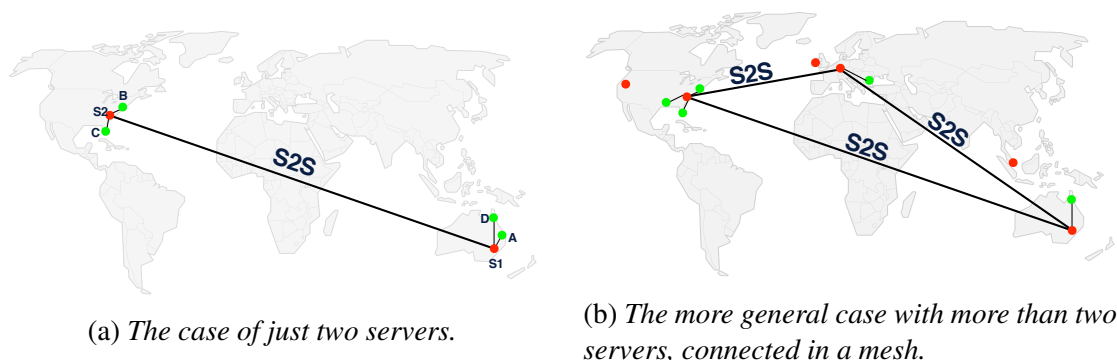 B
S2
C
S2S
D
A
S1
(a) The case of just two servers.
S2S
S2S
S2S
(b) The more general case with more than two
servers, connected in a mesh.